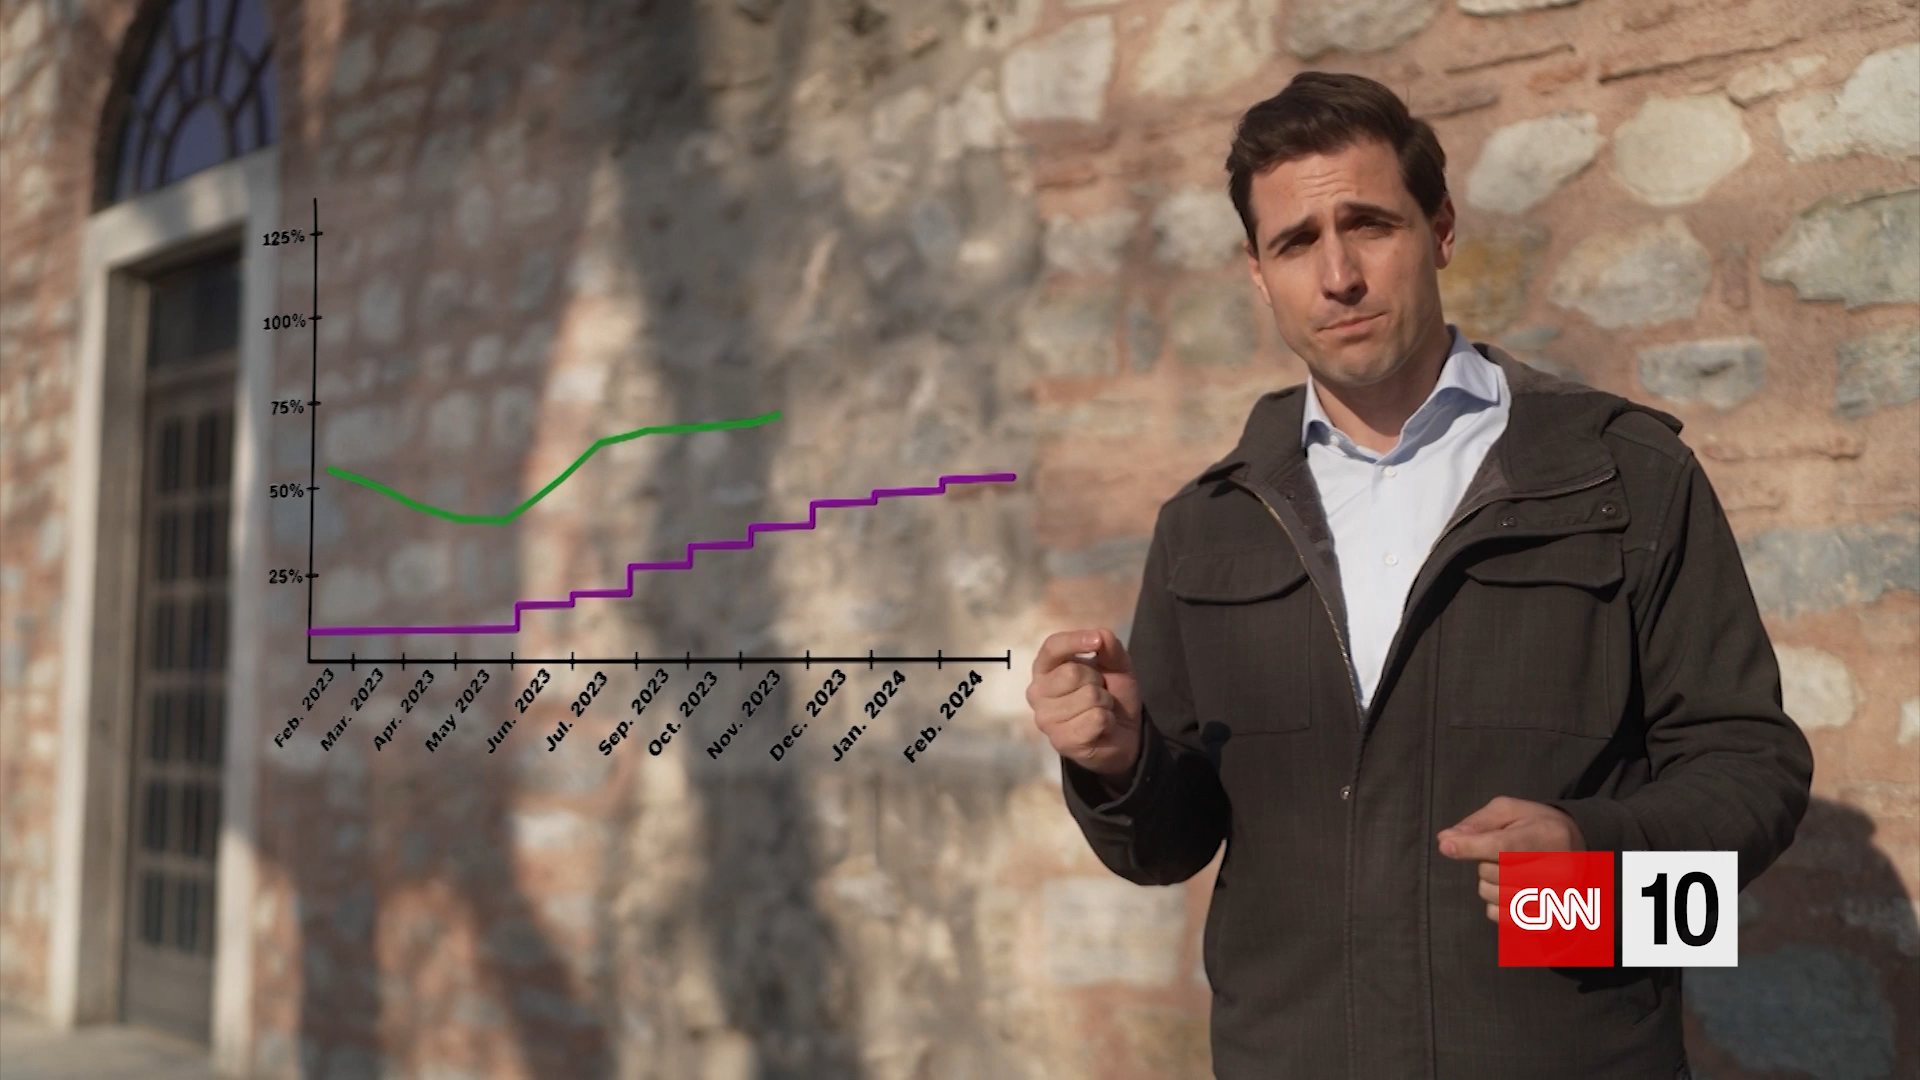 125%
100%
75%
50%
25%
Feb. 2023
Mar. 2023
Apr. 2023
May 2023
Jun. 2023
Jul. 2023
Sep. 2023
Oct. 2023
Nov. 2023
Dec. 2023
Jan. 2024
Feb. 2024
CNN 10